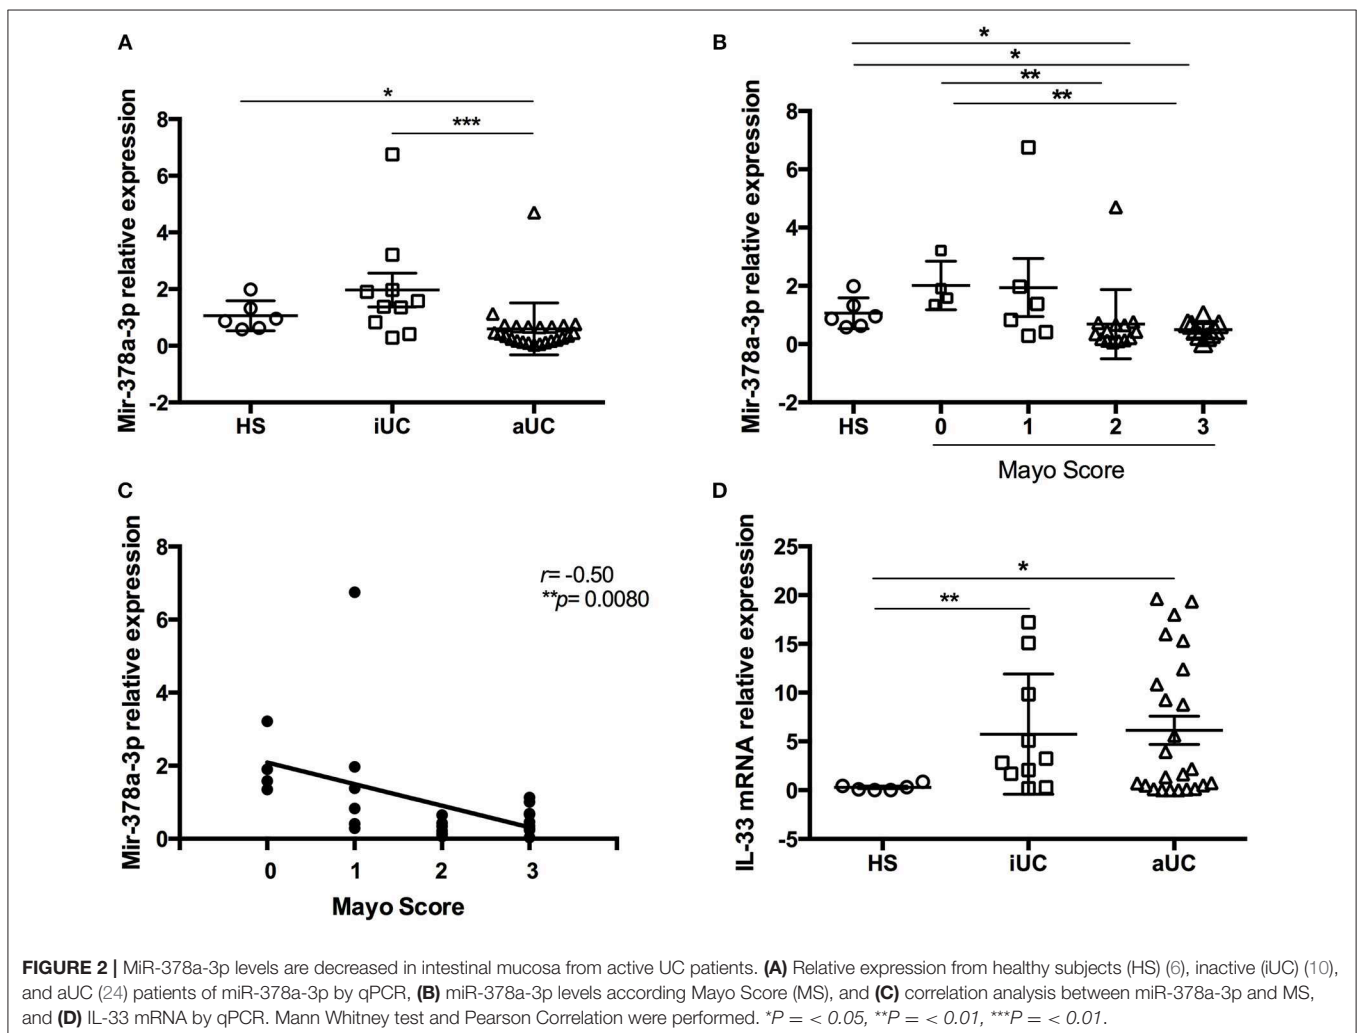 A
*
***
Mir-378a-3p relative expression
8
6
4
2
0
-2
HS iUC aUC
B
*
*
**
**
Mir-378a-3p relative expression
8
6
4
2
0
-2
HS 0 1 2 3
Mayo Score
C
Mir-378a-3p relative expression
8
6
4
2
0
r= -0.50
**p= 0.0080
0 1 2 3
Mayo Score
D
IL-33 mRNA relative expression
25
20
15
10
5
0
-5
*
**
HS iUC aUC
FIGURE 2 | MiR-378a-3p levels are decreased in intestinal mucosa from active UC patients. (A) Relative expression from healthy subjects (HS) (6), inactive (iUC) (10),
and aUC (24) patients of miR-378a-3p by qPCR, (B) miR-378a-3p levels according Mayo Score (MS), and (C) correlation analysis between miR-378a-3p and MS,
and (D) IL-33 mRNA by qPCR. Mann Whitney test and Pearson Correlation were performed. *P = < 0.05, **P = < 0.01, ***P = < 0.01.